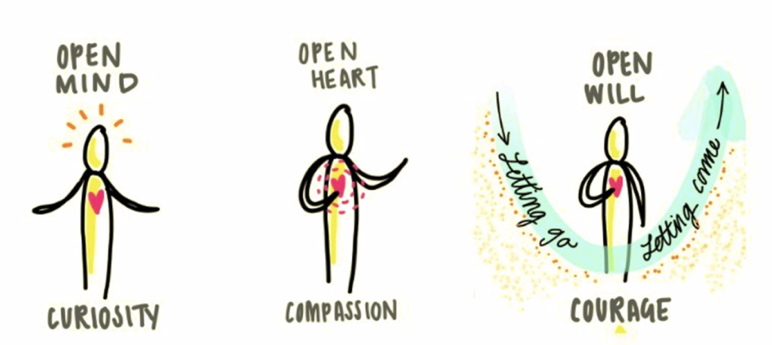 OPEN
MIND
CURIOSITY
OPEN
HEART
COMPASSION
OPEN
WILL
Letting go
Letting come
COURAGE